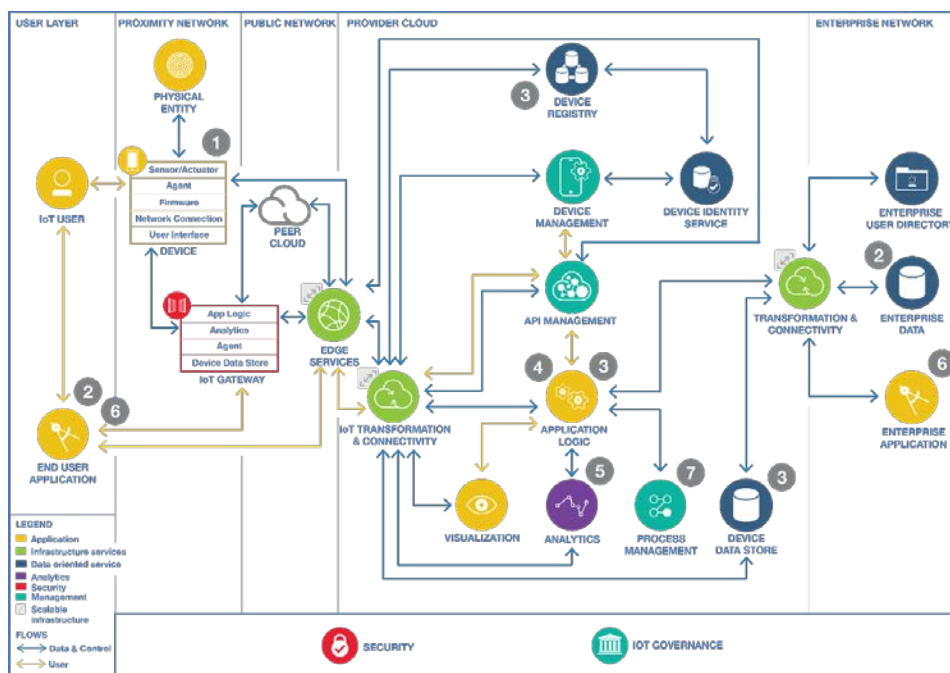 USER LAYER
PROXIMITY NETWORK
PUBLIC NETWORK
PROVIDER CLOUD
ENTERPRISE NETWORK
PHYSICAL
ENTITY
1
Sensor/Actuator
Agent
Firmware
Network Connection
User Interface
DEVICE
IoT USER
PEER
CLOUD
App Logic
Analytics
Agent
Device Data Store
IoT GATEWAY
EDGE
SERVICES
2
6
END USER
APPLICATION
3
DEVICE
REGISTRY
DEVICE
MANAGEMENT
DEVICE IDENTITY
SERVICE
API MANAGEMENT
IoT TRANSFORMATION
& CONNECTIVITY
4
3
APPLICATION
LOGIC
VISUALIZATION
5
ANALYTICS
7
PROCESS
MANAGEMENT
3
DEVICE
DATA STORE
TRANSFORMATION &
CONNECTIVITY
ENTERPRISE
USER DIRECTORY
2
ENTERPRISE
DATA
6
ENTERPRISE
APPLICATION
LEGEND
Application
Infrastructure services
Data oriented service
Analytics
Security
Management
Scalable
infrastructure
FLOWS
Data & Control
User
SECURITY
IOT GOVERNANCE